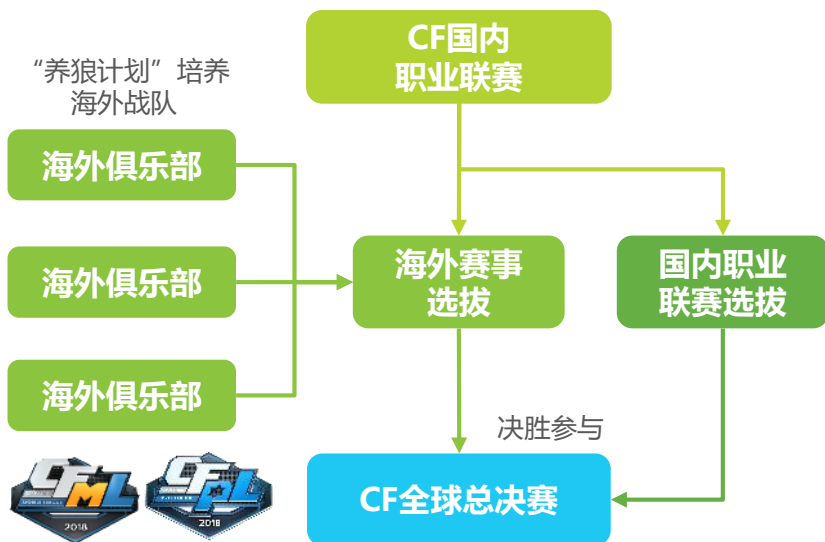 CF国内
职业联赛
“养狼计划”培养
海外战队
海外俱乐部
海外俱乐部
海外俱乐部
海外赛事
选拔
国内职业
联赛选拔
决胜参与
CF全球总决赛
CFML
2018
CFPL
2018